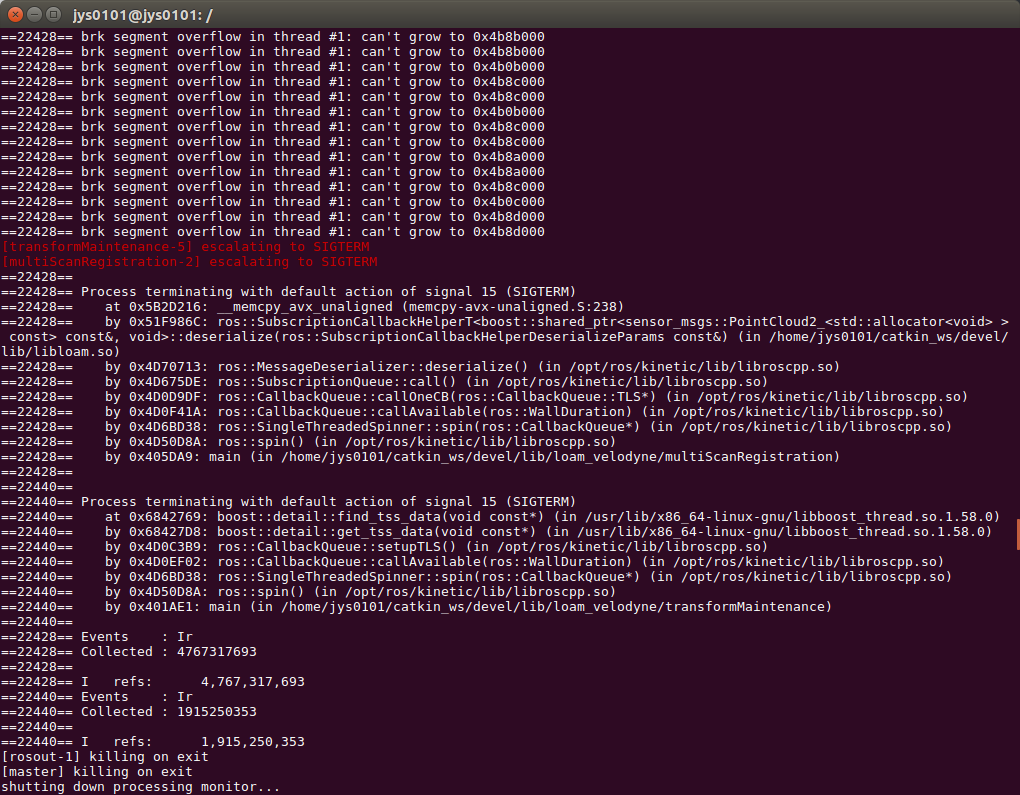 jys0101@jys0101: /
==22428== brk segment overflow in thread #1: can't grow to 0x4b8b000
==22428== brk segment overflow in thread #1: can't grow to 0x4b8b000
==22428== brk segment overflow in thread #1: can't grow to 0x4b0b000
==22428== brk segment overflow in thread #1: can't grow to 0x4b8c000
==22428== brk segment overflow in thread #1: can't grow to 0x4b8c000
==22428== brk segment overflow in thread #1: can't grow to 0x4b0b000
==22428== brk segment overflow in thread #1: can't grow to 0x4b8c000
==22428== brk segment overflow in thread #1: can't grow to 0x4b8c000
==22428== brk segment overflow in thread #1: can't grow to 0x4b8a000
==22428== brk segment overflow in thread #1: can't grow to 0x4b8a000
==22428== brk segment overflow in thread #1: can't grow to 0x4b8c000
==22428== brk segment overflow in thread #1: can't grow to 0x4b0c000
==22428== brk segment overflow in thread #1: can't grow to 0x4b8d000
==22428== brk segment overflow in thread #1: can't grow to 0x4b8d000
[transformMaintenance-5] escalating to SIGTERM
[multiScanRegistration-2] escalating to SIGTERM
==22428==
==22428== Process terminating with default action of signal 15 (SIGTERM)
==22428==    at 0x5B2D216: __memcpy_avx_unaligned (memcpy-avx-unaligned.S:238)
==22428==    by 0x51F986C: ros::SubscriptionCallbackHelperT<boost::shared_ptr<sensor_msgs::PointCloud2_<std::allocator<void> >
 const> const&, void>::deserialize(ros::SubscriptionCallbackHelperDeserializeParams const&) (in /home/jys0101/catkin_ws/devel/
lib/libloam.so)
==22428==    by 0x4D70713: ros::MessageDeserializer::deserialize() (in /opt/ros/kinetic/lib/libroscpp.so)
==22428==    by 0x4D675DE: ros::SubscriptionQueue::call() (in /opt/ros/kinetic/lib/libroscpp.so)
==22428==    by 0x4D0D9DF: ros::CallbackQueue::callOneCB(ros::CallbackQueue::TLS*) (in /opt/ros/kinetic/lib/libroscpp.so)
==22428==    by 0x4D0F41A: ros::CallbackQueue::callAvailable(ros::WallDuration) (in /opt/ros/kinetic/lib/libroscpp.so)
==22428==    by 0x4D6BD38: ros::SingleThreadedSpinner::spin(ros::CallbackQueue*) (in /opt/ros/kinetic/lib/libroscpp.so)
==22428==    by 0x4D50D8A: ros::spin() (in /opt/ros/kinetic/lib/libroscpp.so)
==22428==    by 0x405DA9: main (in /home/jys0101/catkin_ws/devel/lib/loam_velodyne/multiScanRegistration)
==22428==
==22440==
==22440== Process terminating with default action of signal 15 (SIGTERM)
==22440==    at 0x6842769: boost::detail::find_tss_data(void const*) (in /usr/lib/x86_64-linux-gnu/libboost_thread.so.1.58.0)
==22440==    by 0x68427D8: boost::detail::get_tss_data(void const*) (in /usr/lib/x86_64-linux-gnu/libboost_thread.so.1.58.0)
==22440==    by 0x4D0C3B9: ros::CallbackQueue::setupTLS() (in /opt/ros/kinetic/lib/libroscpp.so)
==22440==    by 0x4D0EF02: ros::CallbackQueue::callAvailable(ros::WallDuration) (in /opt/ros/kinetic/lib/libroscpp.so)
==22440==    by 0x4D6BD38: ros::SingleThreadedSpinner::spin(ros::CallbackQueue*) (in /opt/ros/kinetic/lib/libroscpp.so)
==22440==    by 0x4D50D8A: ros::spin() (in /opt/ros/kinetic/lib/libroscpp.so)
==22440==    by 0x401AE1: main (in /home/jys0101/catkin_ws/devel/lib/loam_velodyne/transformMaintenance)
==22440==
==22428== Events    : Ir
==22428== Collected : 4767317693
==22428==
==22428== I   refs:      4,767,317,693
==22440== Events    : Ir
==22440== Collected : 1915250353
==22440==
==22440== I   refs:      1,915,250,353
[rosout-1] killing on exit
[master] killing on exit
shutting down processing monitor...